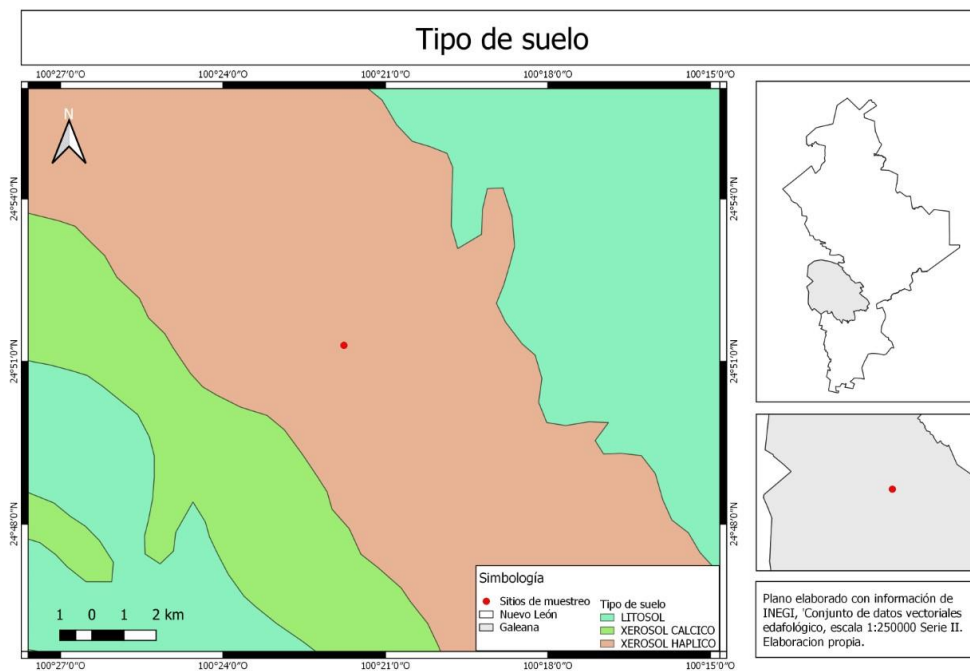 Tipo de suelo
100°27'0"O 100°24'0"O 100°21'0"O 100°18'0"O 100°15'0"O
N
24°54'0"N
24°54'0"N
24°51'0"N
24°51'0"N
24°48'0"N
24°48'0"N
1 0 1 2 km
Simbología
Sitios de muestreo
Nuevo León
Galeana
Tipo de suelo
LITOSOL
XEROSOL CALCICO
XEROSOL HAPLICO
100°27'0"O 100°24'0"O 100°21'0"O 100°18'0"O 100°15'0"O
Plano elaborado con información de
INEGI, 'Conjunto de datos vectoriales
edafológico, escala 1:250000 Serie II.
Elaboracion propia.